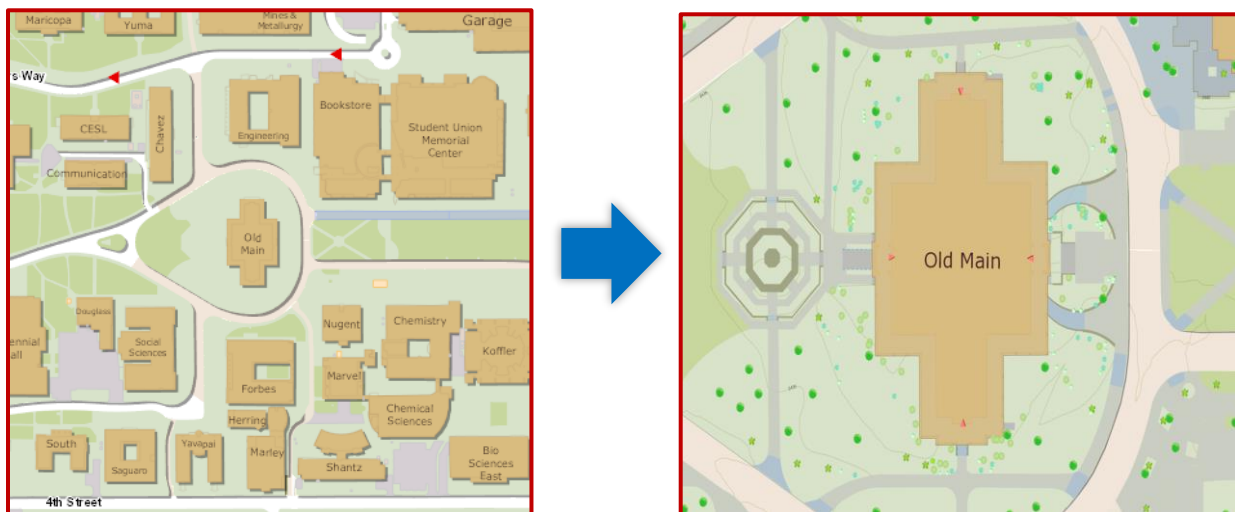 Maricopa
Yuma
Mines &
Metallurgy
Garage
s Way
Bookstore
CESL
Chavez
Engineering
Student Union
Memorial
Center
Communication
Old
Main
Douglass
Social
Sciences
ennial
all
Nugent
Chemistry
Koffler
Marvel
Forbes
Herring
Chemical
Sciences
South
Saguaro
Yavapai
Marley
Shantz
Bio
Sciences
East
4th Street
Old Main